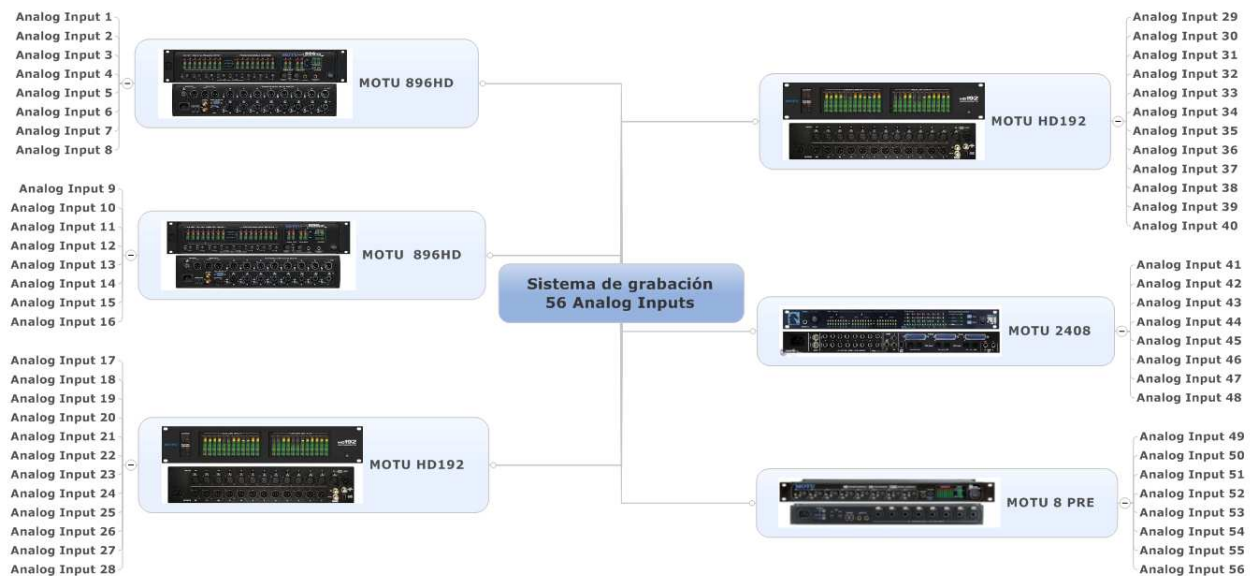 Analog Input 1
Analog Input 2
Analog Input 3
Analog Input 4
Analog Input 5
Analog Input 6
Analog Input 7
Analog Input 8
MOTU 896HD
Analog Input 9
Analog Input 10
Analog Input 11
Analog Input 12
Analog Input 13
Analog Input 14
Analog Input 15
Analog Input 16
MOTU 896HD
Analog Input 17
Analog Input 18
Analog Input 19
Analog Input 20
Analog Input 21
Analog Input 22
Analog Input 23
Analog Input 24
Analog Input 25
Analog Input 26
Analog Input 27
Analog Input 28
MOTU HD192
Sistema de grabación
56 Analog Inputs
MOTU HD192
Analog Input 29
Analog Input 30
Analog Input 31
Analog Input 32
Analog Input 33
Analog Input 34
Analog Input 35
Analog Input 36
Analog Input 37
Analog Input 38
Analog Input 39
Analog Input 40
MOTU 2408
Analog Input 41
Analog Input 42
Analog Input 43
Analog Input 44
Analog Input 45
Analog Input 46
Analog Input 47
Analog Input 48
MOTU 8 PRE
Analog Input 49
Analog Input 50
Analog Input 51
Analog Input 52
Analog Input 53
Analog Input 54
Analog Input 55
Analog Input 56